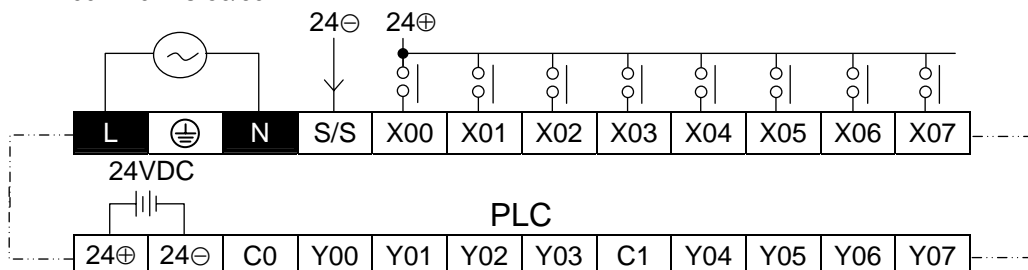 24⊖ 24⊕
L N S/S X00 X01 X02 X03 X04 X05 X06 X07
24VDC
PLC
24⊕ 24⊖ C0 Y00 Y01 Y02 Y03 C1 Y04 Y05 Y06 Y07